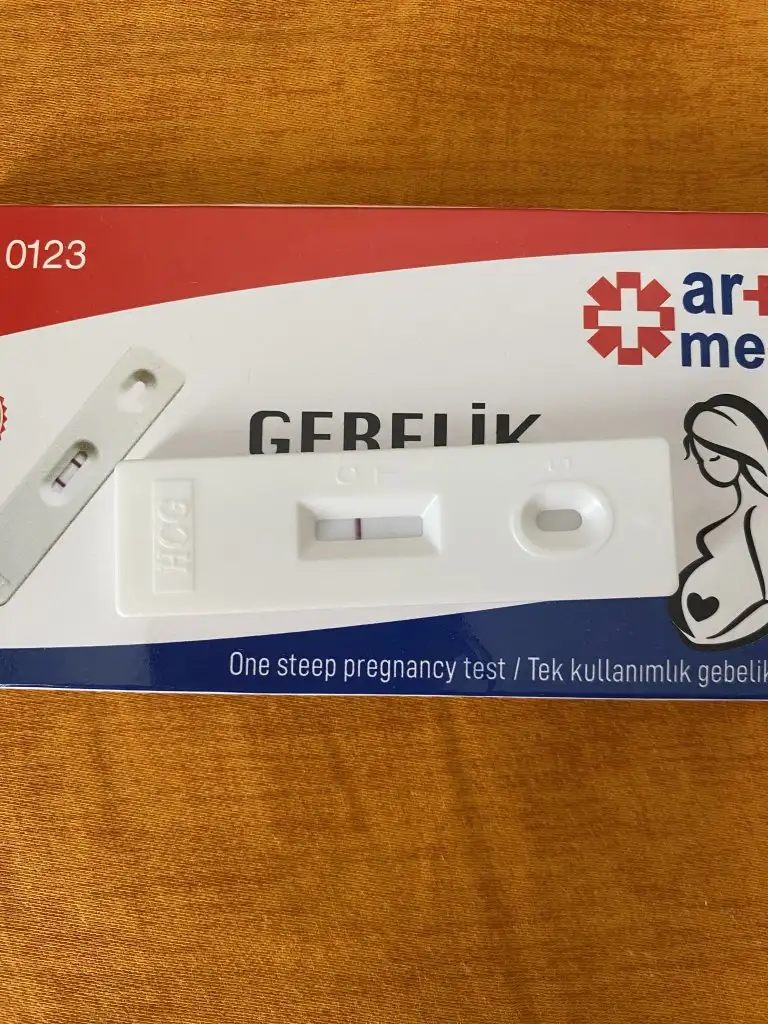 0123
ar
me
GEBELİK
C T
S
HCG
One steep pregnancy test / Tek kullanımlık gebelik